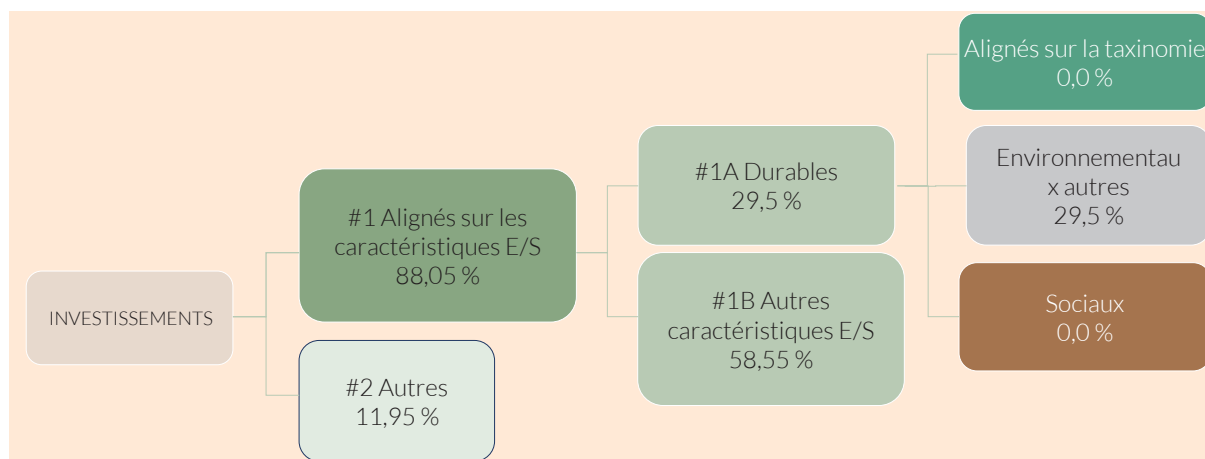 INVESTISSEMENTS
#1 Alignés sur les
caractéristiques E/S
88,05 %
#2 Autres
11,95 %
#1A Durables
29,5 %
#1B Autres
caractéristiques E/S
58,55 %
Alignés sur la taxinomie
0,0 %
Environnementau
x autres
29,5 %
Sociaux
0,0 %